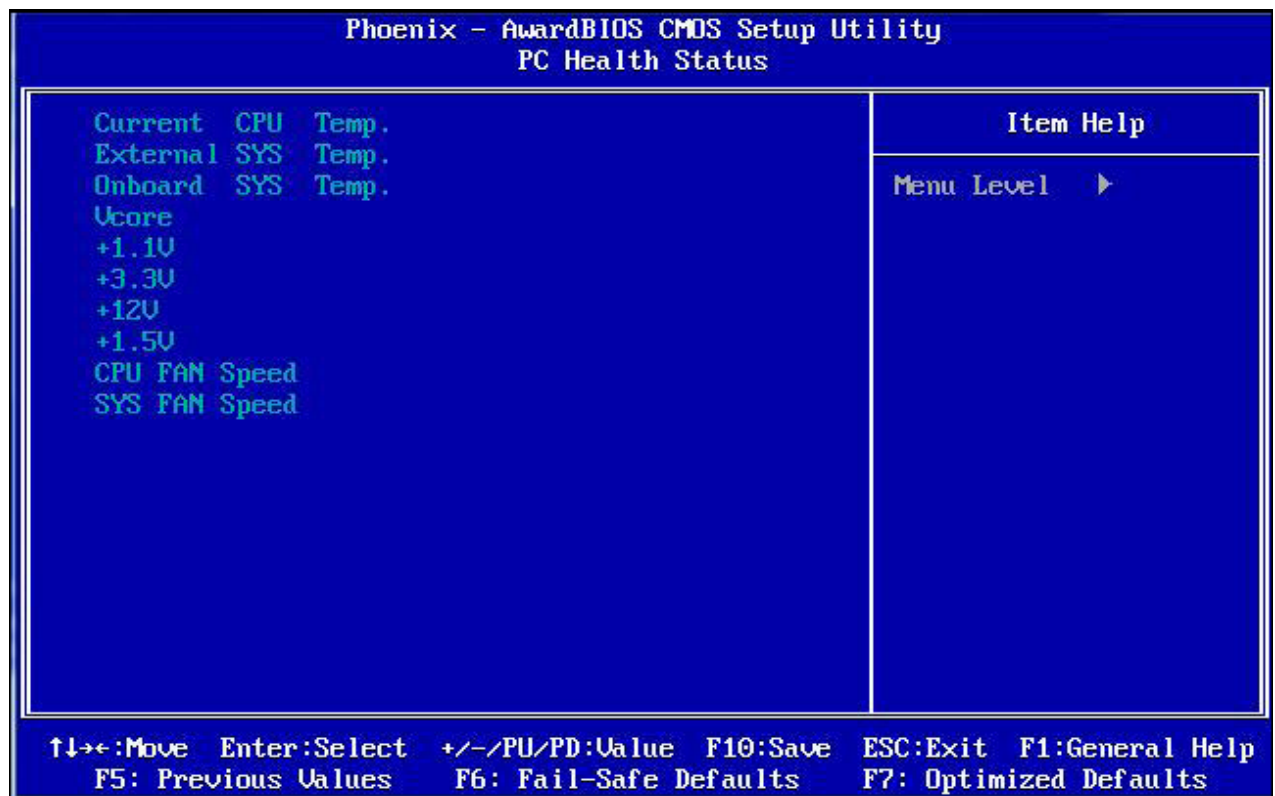 Phoenix - AwardBIOS CMOS Setup Utility
PC Health Status
Current CPU Temp.
External SYS Temp.
Onboard SYS Temp.
Vcore
+1.1V
+3.3V
+12V
+1.5V
CPU FAN Speed
SYS FAN Speed
Item Help
Menu Level ▶
↑↓→←:Move Enter:Select +/-/PU/PD:Value F10:Save ESC:Exit F1:General Help
F5: Previous Values F6: Fail-Safe Defaults F7: Optimized Defaults